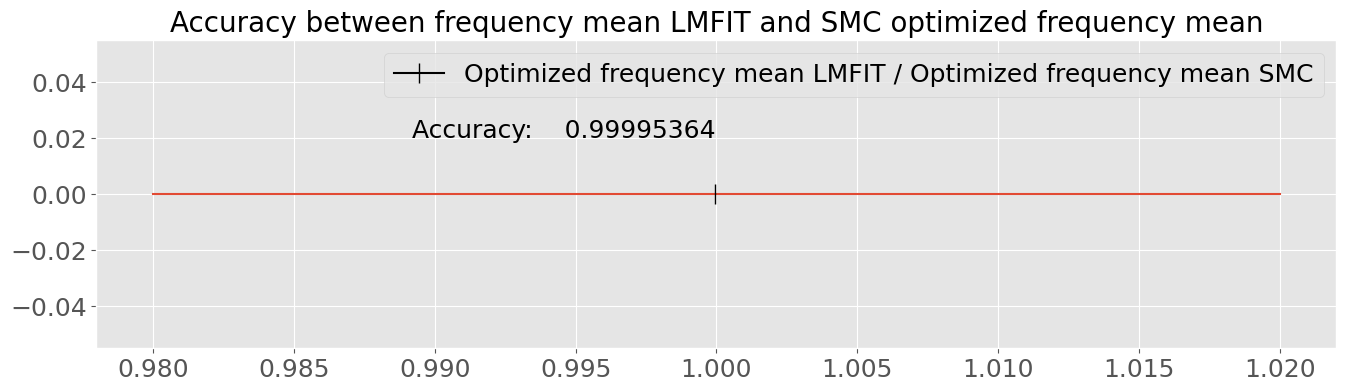 Accuracy between frequency mean LMFIT and SMC optimized frequency mean
Optimized frequency mean LMFIT / Optimized frequency mean SMC
0.04
Accuracy: 0.99995364
0.02
0.00
−0.02
−0.04
0.980 0.985 0.990 0.995 1.000 1.005 1.010 1.015 1.020